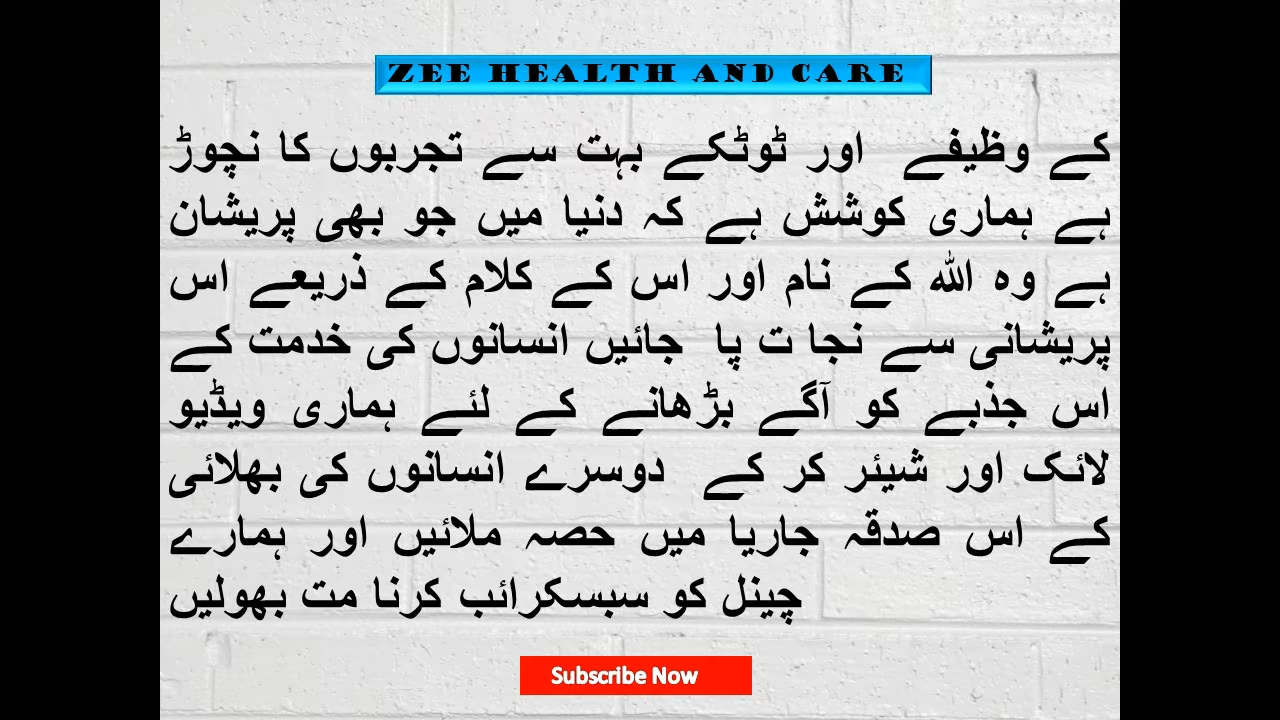 ZEE HEALTH AND CARE
کے وظیفے اور ٹوٹکے بہت سے تجربوں کا نچوڑ
ہے ہماری کوشش ہے کہ دنیا میں جو بھی پریشان
ہے وہ اللہ کے نام اور اس کے کلام کے ذریعے اس
پریشانی سے نجا ت پا جائیں انسانوں کی خدمت کے
اس جذبے کو آگے بڑھانے کے لئے ہماری ویڈیو
لائک اور شیئر کر کے دوسرے انسانوں کی بھلائی
کے اس صدقہ جاریا میں حصہ ملائیں اور ہمارے
چینل کو سبسکرائب کرنا مت بھولیں
Subscribe Now